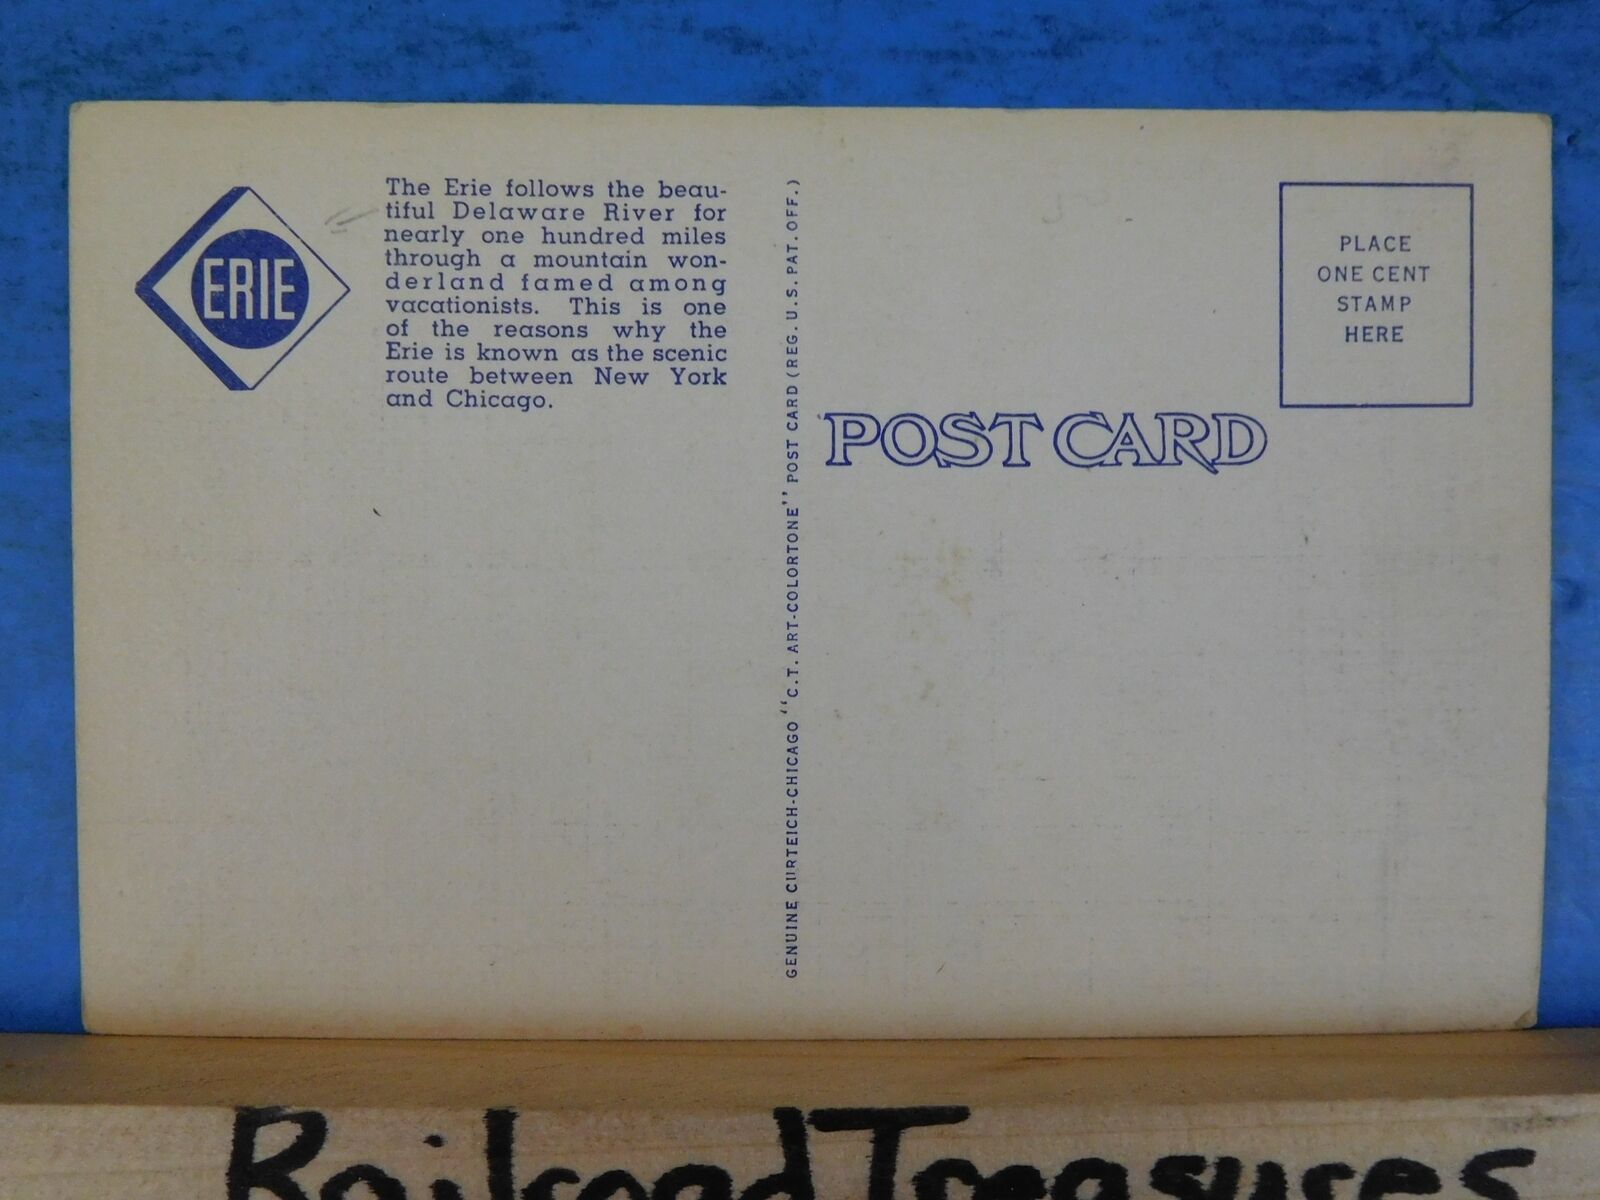 ERIE
The Erie follows the beau-
tiful Delaware River for
nearly one hundred miles
through a mountain won-
derland famed among
vacationists. This is one
of the reasons why the
Erie is known as the scenic
route between New York
and Chicago.
GENUINE CURTEICH-CHICAGO "C.T. ART-COLORTONE" POST CARD (REG. U.S. PAT. OFF.)
PLACE
ONE CENT
STAMP
HERE
POST CARD
Railroad Treasures